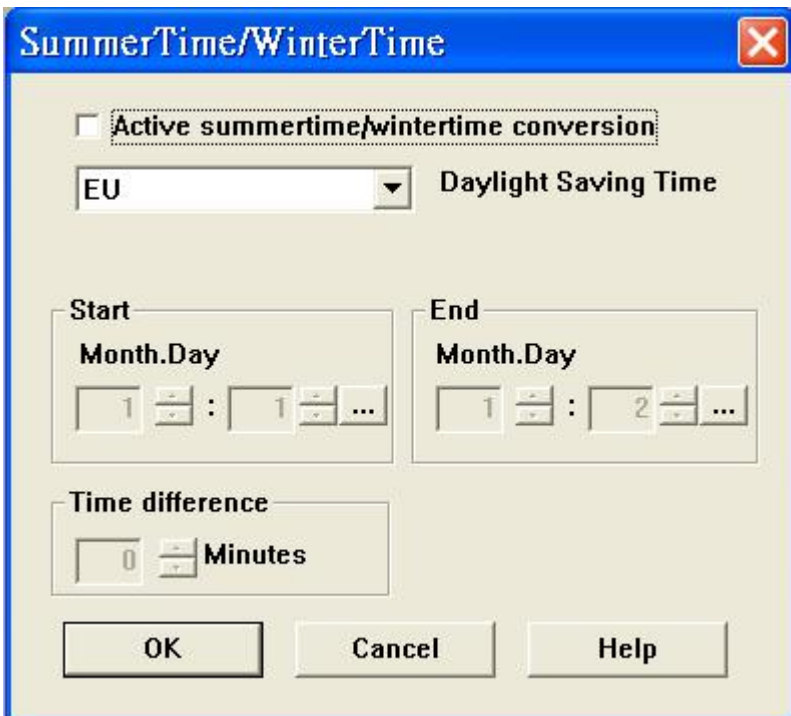 SummerTime/WinterTime
Active summertime/wintertime conversion
EU Daylight Saving Time
Start
Month.Day
1 : 1 ...
End
Month.Day
1 : 2 ...
Time difference
0 Minutes
OK Cancel Help